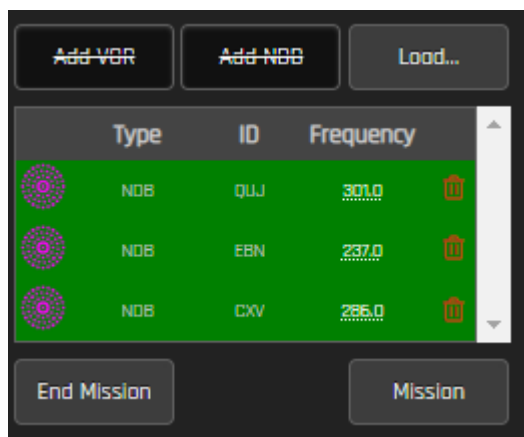 Add VOR Add NDB Load...
Type ID Frequency
NDB QUJ 301.0
NDB EBN 237.0
NDB CXV 286.0
End Mission Mission